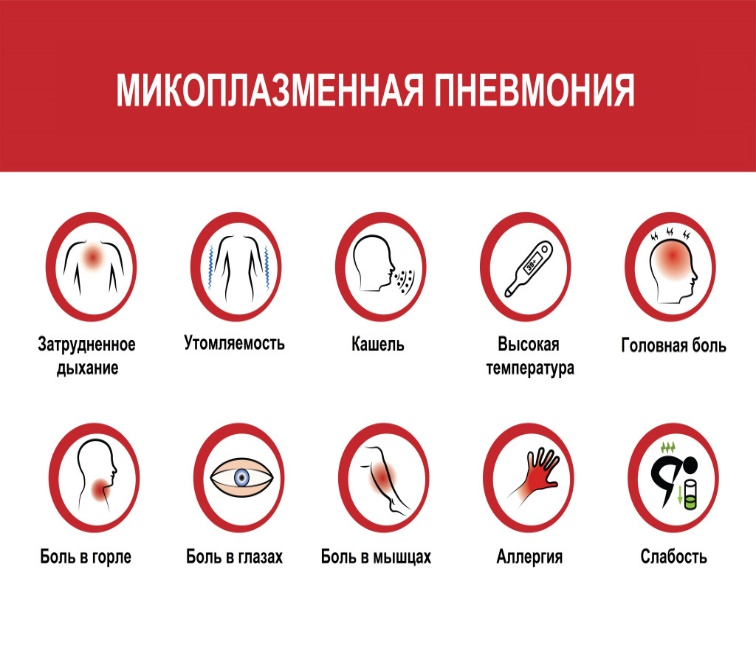 МИКОПЛАЗМЕННАЯ ПНЕВМОНИЯ
Затрудненное
дыхание
Утомляемость
Кашель
Высокая
температура
Головная боль
Боль в горле
Боль в глазах
Боль в мышцах
Аллергия
Слабость